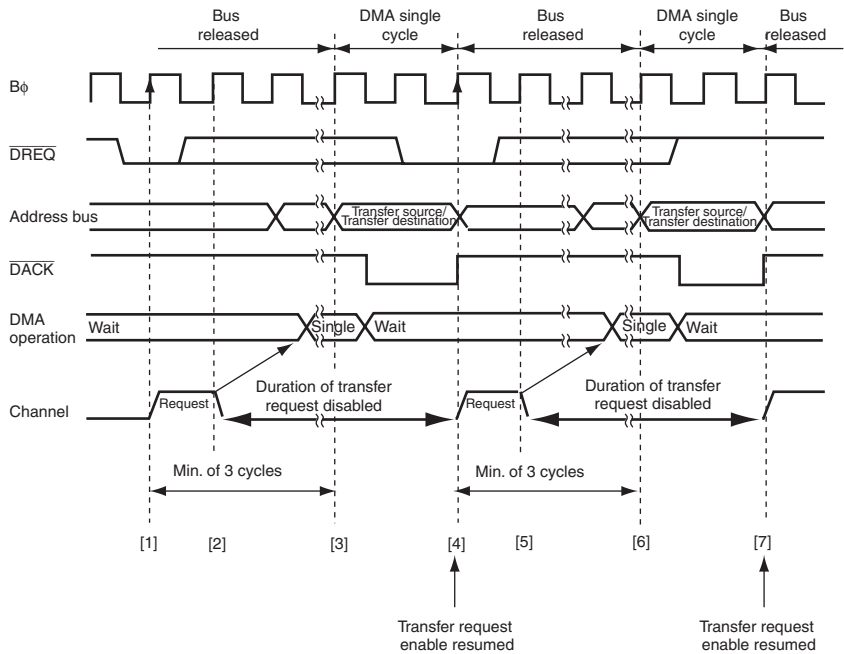 Bus
released
DMA single
cycle
Bus
released
DMA single
cycle
Bus
released
Bφ
DREQ
Address bus
Transfer source/
Transfer destination
Transfer source/
Transfer destination
DACK
DMA
operation
Wait
Single
Wait
Single
Wait
Channel
Request
Duration of transfer
request disabled
Request
Duration of transfer
request disabled
Min. of 3 cycles
Min. of 3 cycles
[1]
[2]
[3]
[4]
[5]
[6]
[7]
Transfer request
enable resumed
Transfer request
enable resumed